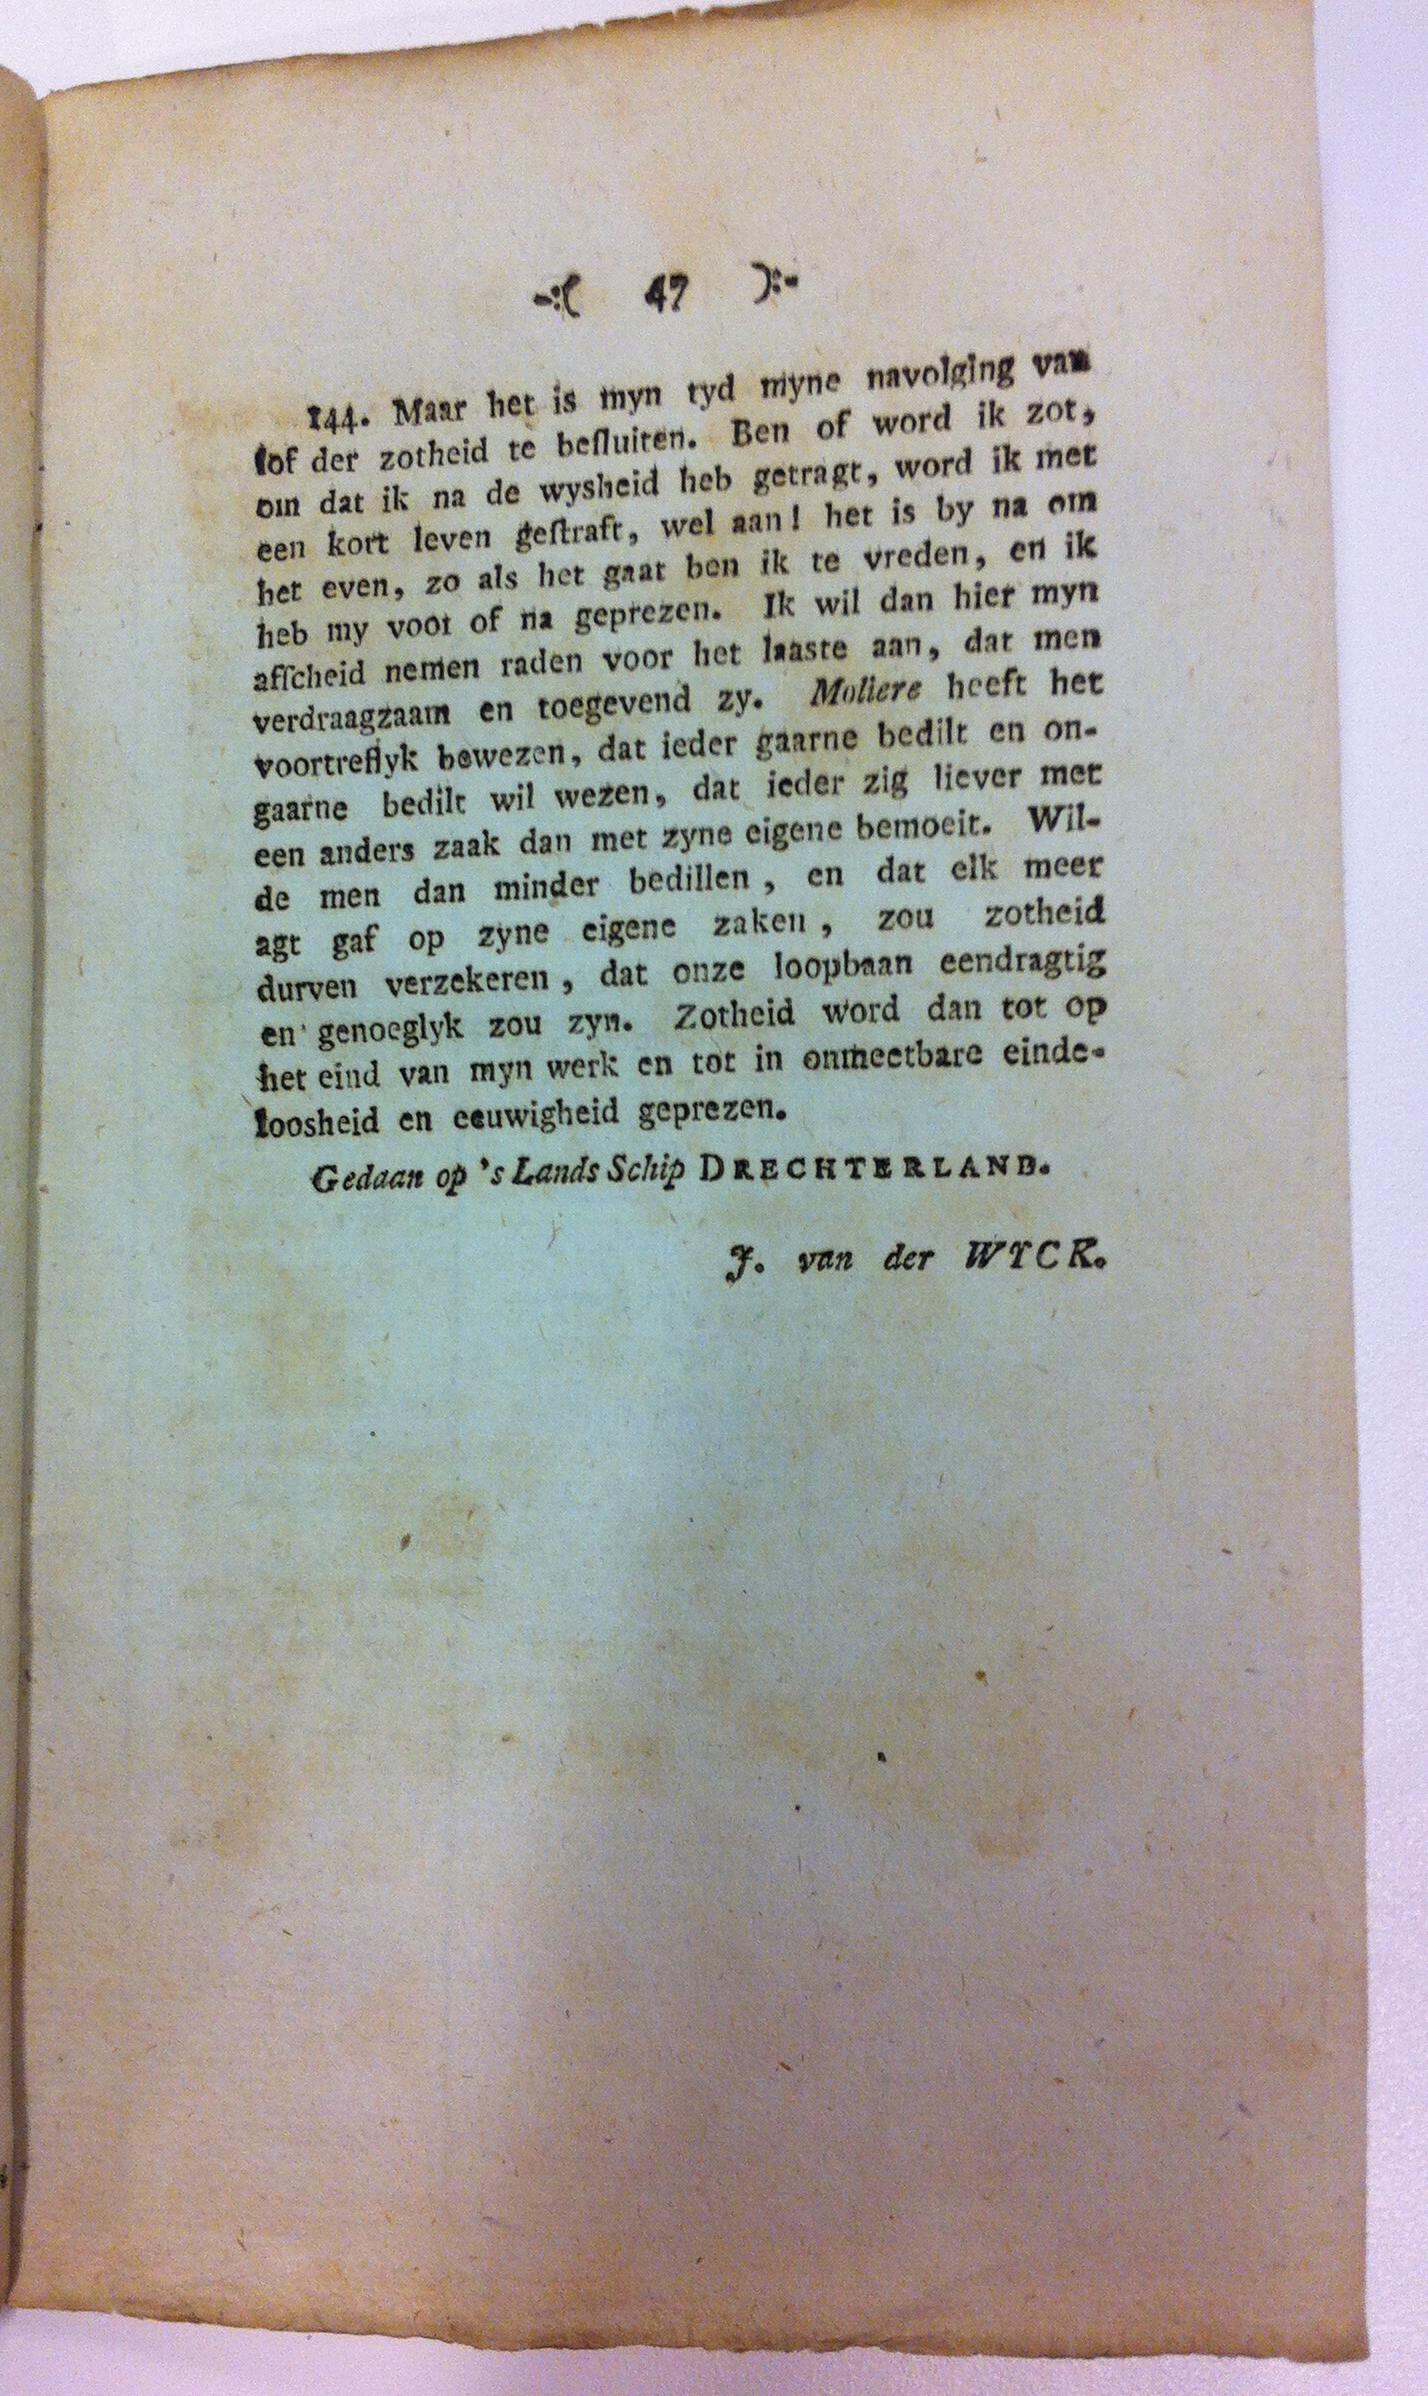 -:( 47 ):-
144. Maar het is myn tyd myne navolging van
lof der zotheid te beſluiten. Ben of word ik zot,
om dat ik na de wysheid heb getragt, word ik met
een kort leven geſtraft, wel aan! het is by na om
het even, zo als het gaat ben ik te vreden, en ik
heb my voor of na geprezen. Ik wil dan hier myn
afſcheid nemen raden voor het laaste aan, dat men
verdraagzaam en toegevend zy. Moliere heeft het
voortreflyk bewezen, dat ieder gaarne bedilt en on-
gaarne bedilt wil wezen, dat ieder zig liever met
een anders zaak dan met zyne eigene bemoeit. Wil-
de men dan minder bedillen, en dat elk meer
agt gaf op zyne eigene zaken, zou zotheid
durven verzekeren, dat onze loopbaan eendragtig
en genoeglyk zou zyn. Zotheid word dan tot op
het eind van myn werk en tot in onmeetbare einde-
loosheid en eeuwigheid geprezen.
Gedaan op 's Lands Schip DRECHTERLAND.
J. van der WYCK.